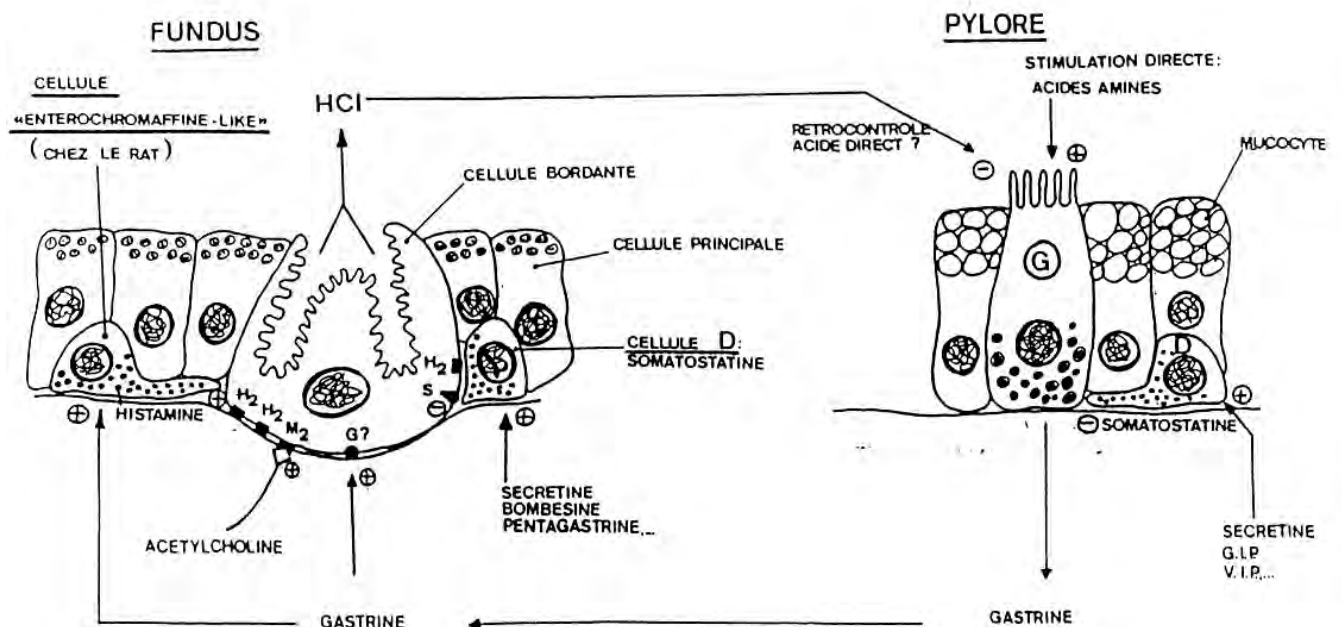 FUNDUS
CELLULE
«ENTEROCHROMAFFINE-LIKE»
(CHEZ LE RAT)
HCl
CELLULE BORDANTE
CELLULE PRINCIPALE
CELLULE D:
SOMATOSTATINE
H2
S
⊖
⊕
HISTAMINE
⊕
H2
H2
M2
G?
⊕
⊕
⊕
ACETYLCHOLINE
SECRETINE
BOMBESINE
PENTAGASTRINE,...
GASTRINE
PYLORE
STIMULATION DIRECTE:
ACIDES AMINES
RETROCONTROLE
ACIDE DIRECT ?
⊖
⊕
MUCOCYTE
G
D
⊕
⊖ SOMATOSTATINE
SECRETINE
G.I.P.
V.I.P,...
GASTRINE